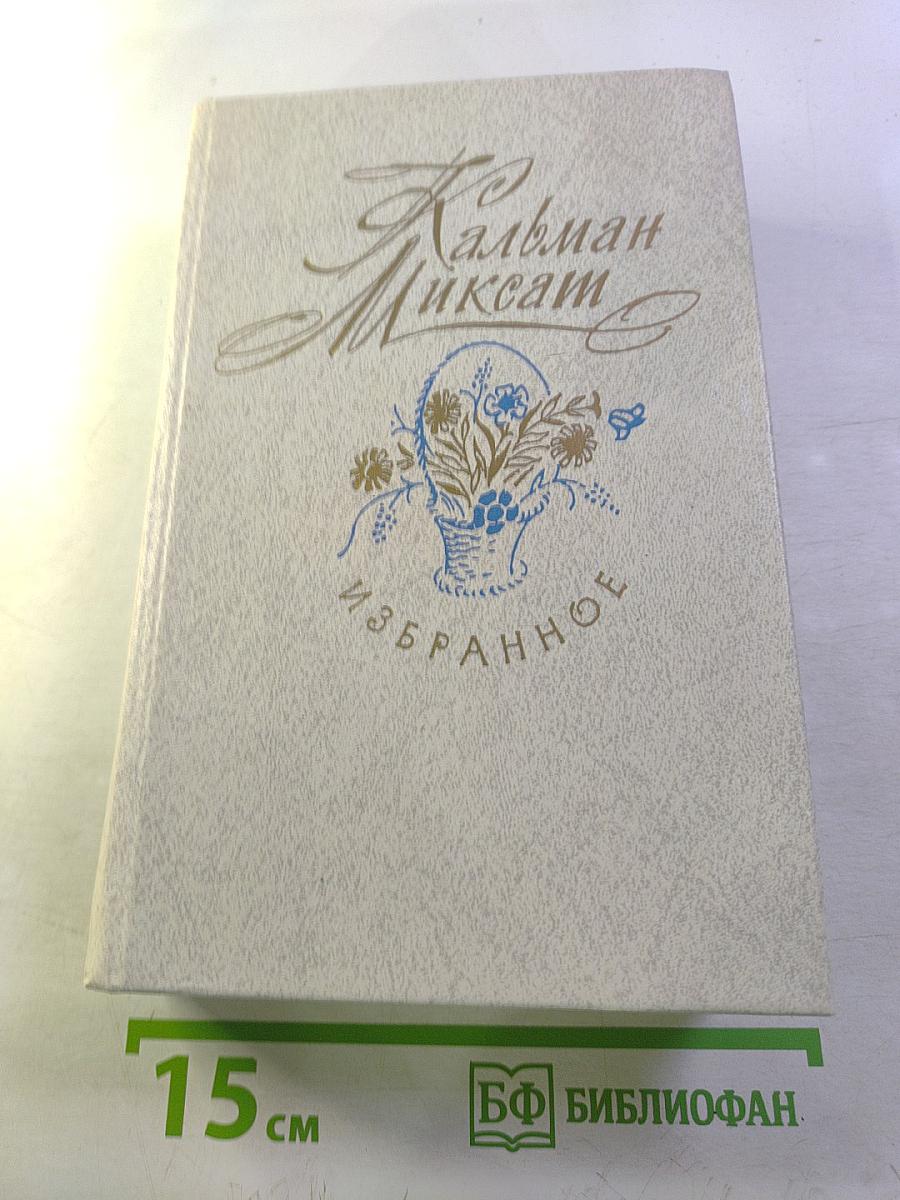 Кальман
Миксат
ИЗБРАННОЕ
15 см
БФ БИБЛИОФАН